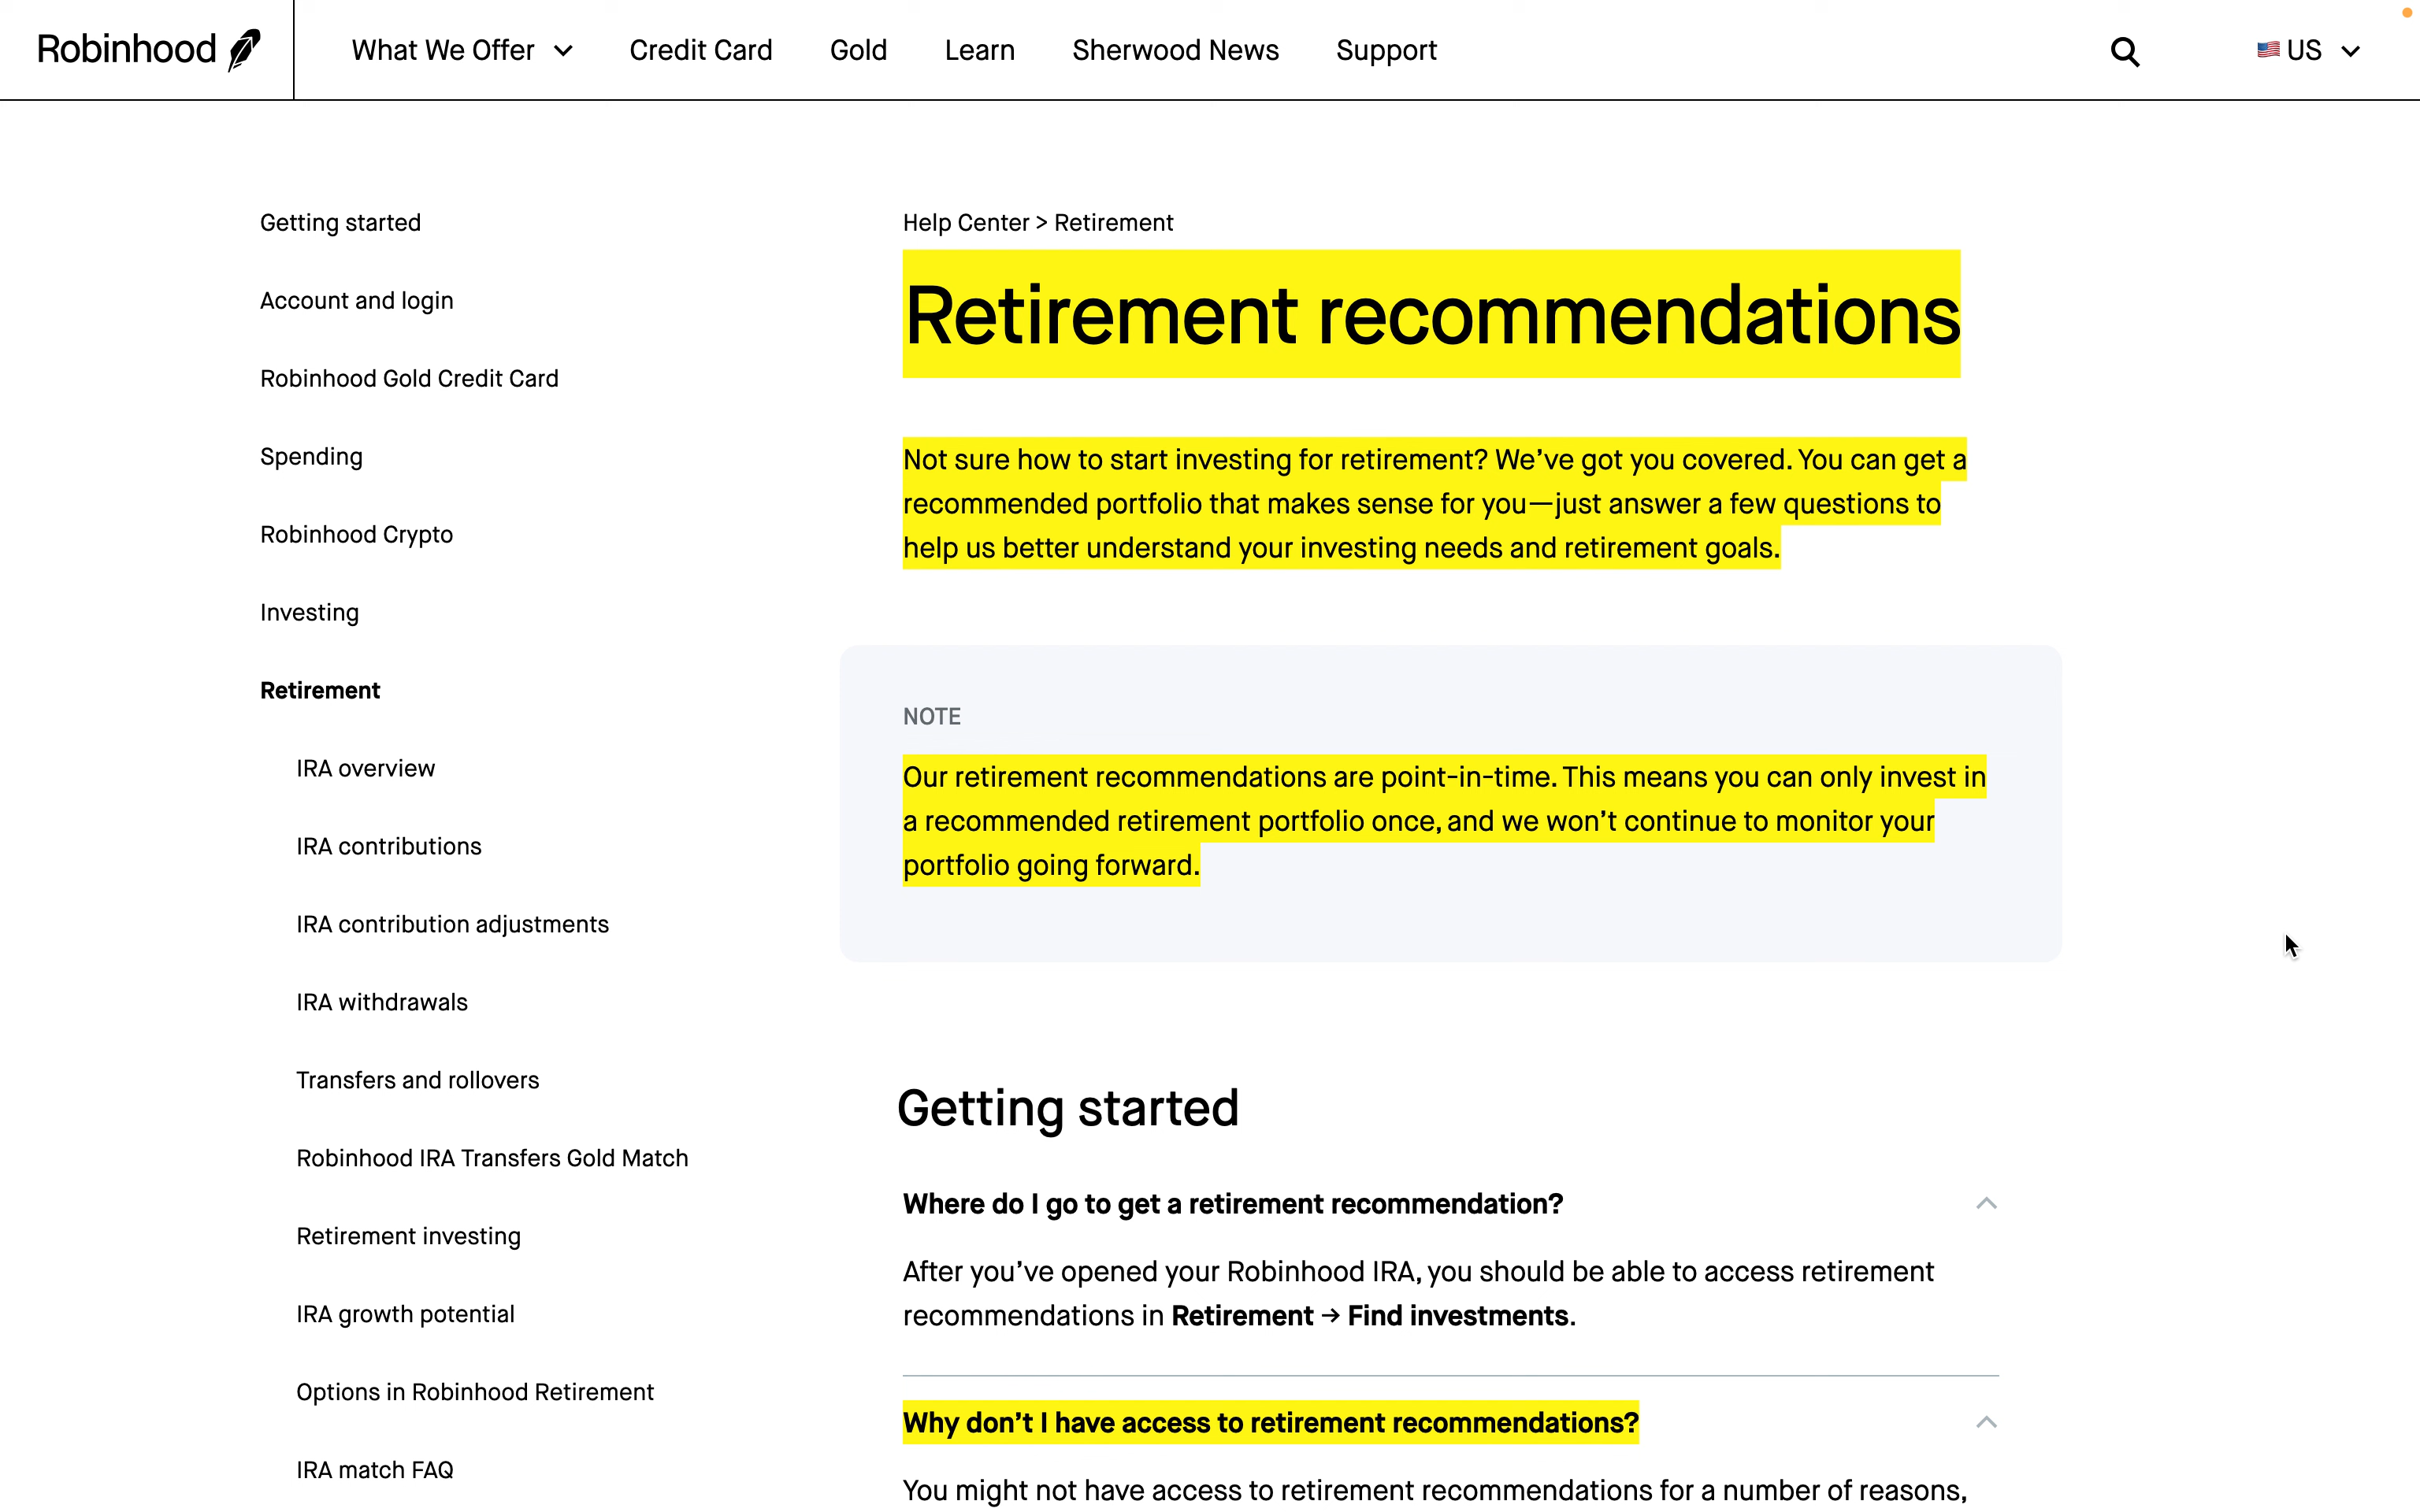 Robinhood
What We Offer
Credit Card
Gold
Learn
Sherwood News
Support
US
Getting started
Account and login
Robinhood Gold Credit Card
Spending
Robinhood Crypto
Investing
Retirement
IRA overview
IRA contributions
IRA contribution adjustments
IRA withdrawals
Transfers and rollovers
Robinhood IRA Transfers Gold Match
Retirement investing
IRA growth potential
Options in Robinhood Retirement
IRA match FAQ
Help Center > Retirement
Retirement recommendations
Not sure how to start investing for retirement? We’ve got you covered. You can get a
recommended portfolio that makes sense for you—just answer a few questions to
help us better understand your investing needs and retirement goals.
NOTE
Our retirement recommendations are point-in-time. This means you can only invest in
a recommended retirement portfolio once, and we won’t continue to monitor your
portfolio going forward.
Getting started
Where do I go to get a retirement recommendation?
After you’ve opened your Robinhood IRA, you should be able to access retirement
recommendations in Retirement → Find investments.
Why don’t I have access to retirement recommendations?
You might not have access to retirement recommendations for a number of reasons,